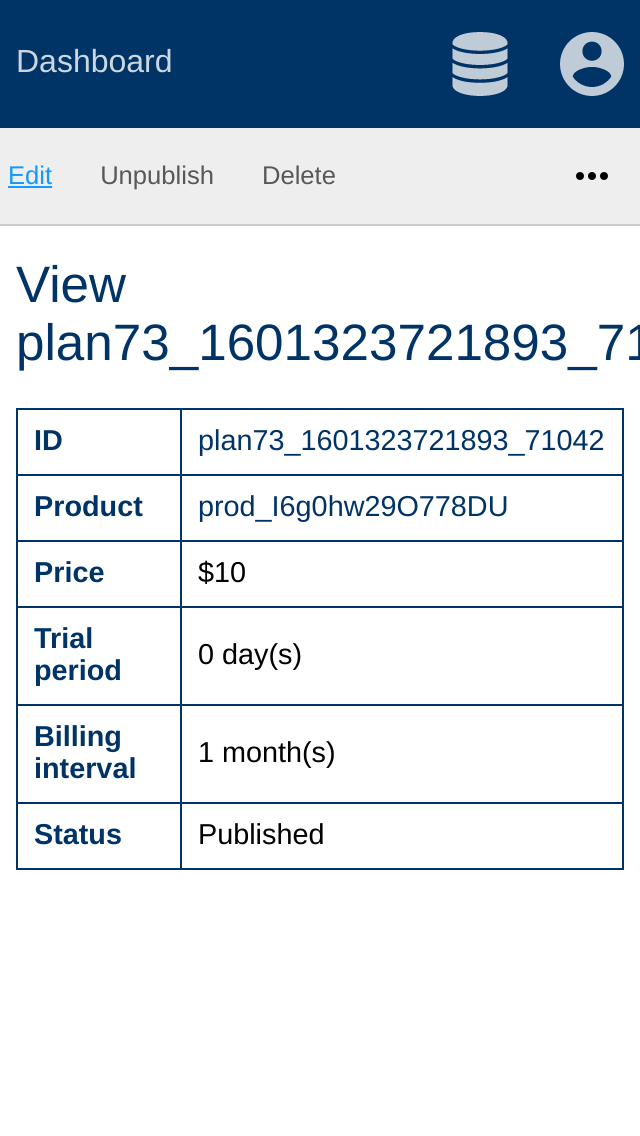 Dashboard
Edit Unpublish Delete
View
plan73_1601323721893_71
ID plan73_1601323721893_71042
Product prod_I6g0hw29O778DU
Price $10
Trial
period 0 day(s)
Billing
interval 1 month(s)
Status Published